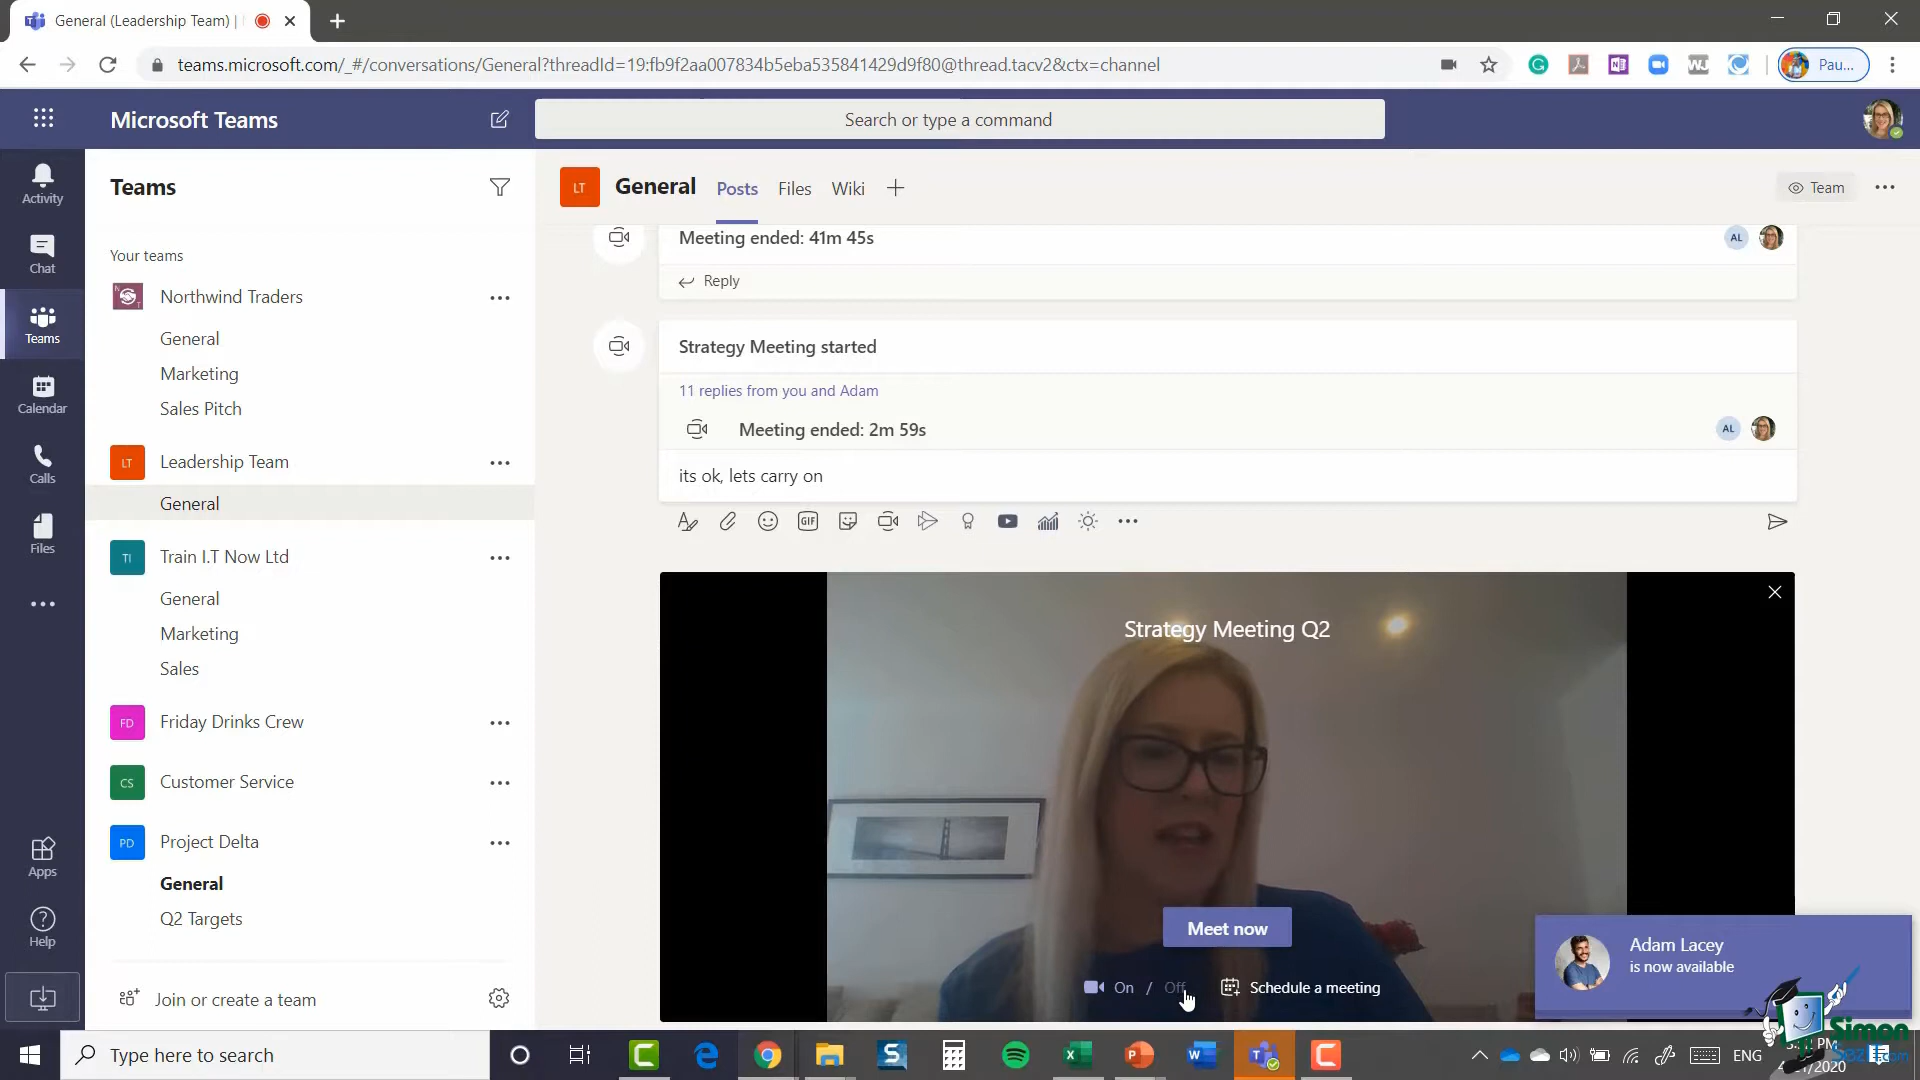 General (Leadership Team) |
teams.microsoft.com/_#/conversations/General?threadId=19:fb9f2aa007834b5eba535841429d9f80@thread.tacv2&ctx=channel
Pau...
Microsoft Teams
Search or type a command
Activity
Chat
Teams
Calendar
Calls
Files
Apps
Help
Teams
Your teams
Northwind Traders
General
Marketing
Sales Pitch
LT Leadership Team
General
TI Train I.T Now Ltd
General
Marketing
Sales
FD Friday Drinks Crew
CS Customer Service
PD Project Delta
General
Q2 Targets
Join or create a team
LT General Posts Files Wiki
Team
Meeting ended: 41m 45s
AL
Reply
Strategy Meeting started
11 replies from you and Adam
Meeting ended: 2m 59s
AL
its ok, lets carry on
GIF
Strategy Meeting Q2
Meet now
On / Off
Schedule a meeting
Adam Lacey
is now available
Type here to search
ENG
Simon